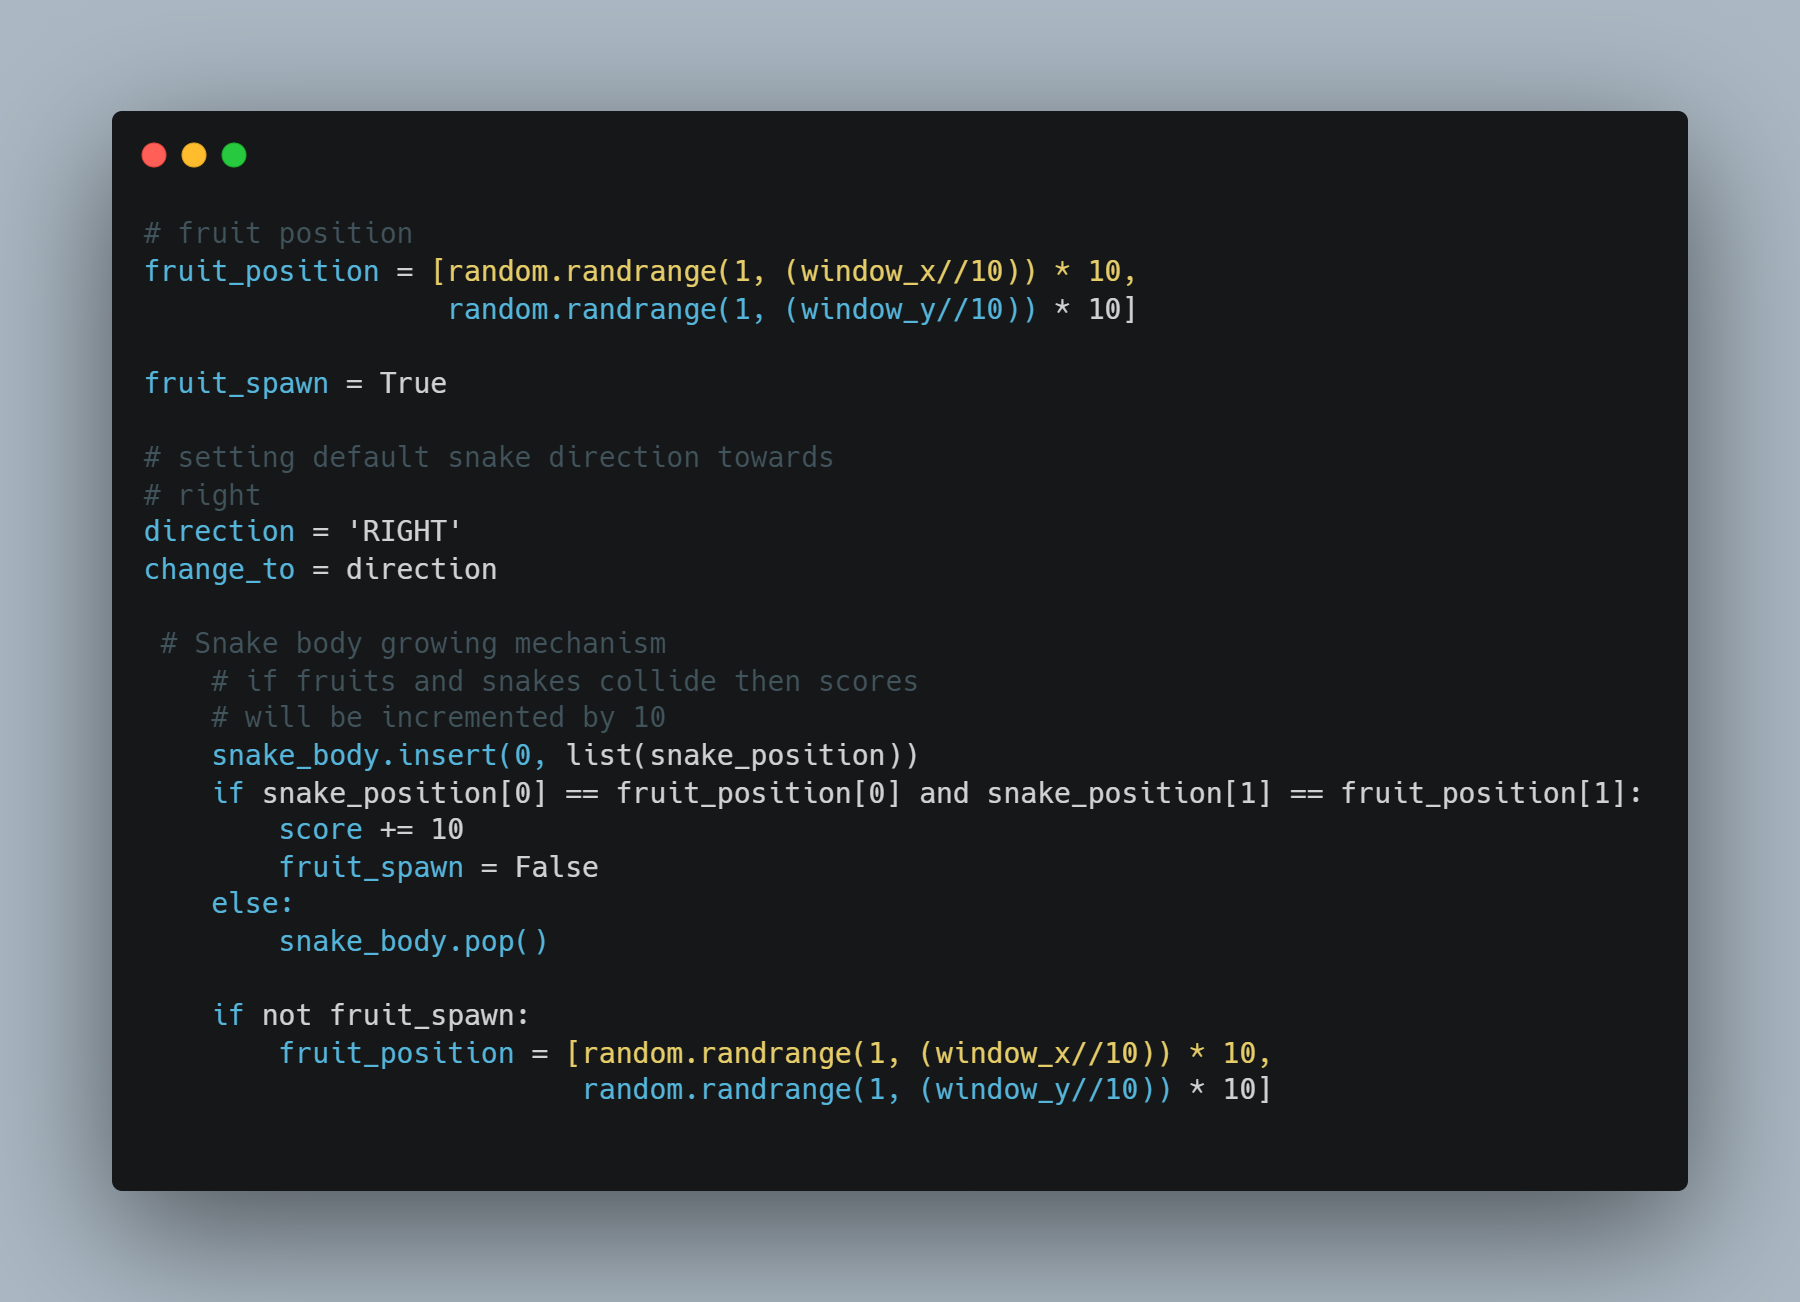 # fruit position
fruit_position = [random.randrange(1, (window_x//10)) * 10,
                  random.randrange(1, (window_y//10)) * 10]

fruit_spawn = True

# setting default snake direction towards
# right
direction = 'RIGHT'
change_to = direction

 # Snake body growing mechanism
    # if fruits and snakes collide then scores
    # will be incremented by 10
    snake_body.insert(0, list(snake_position))
    if snake_position[0] == fruit_position[0] and snake_position[1] == fruit_position[1]:
        score += 10
        fruit_spawn = False
    else:
        snake_body.pop()

    if not fruit_spawn:
        fruit_position = [random.randrange(1, (window_x//10)) * 10,
                          random.randrange(1, (window_y//10)) * 10]